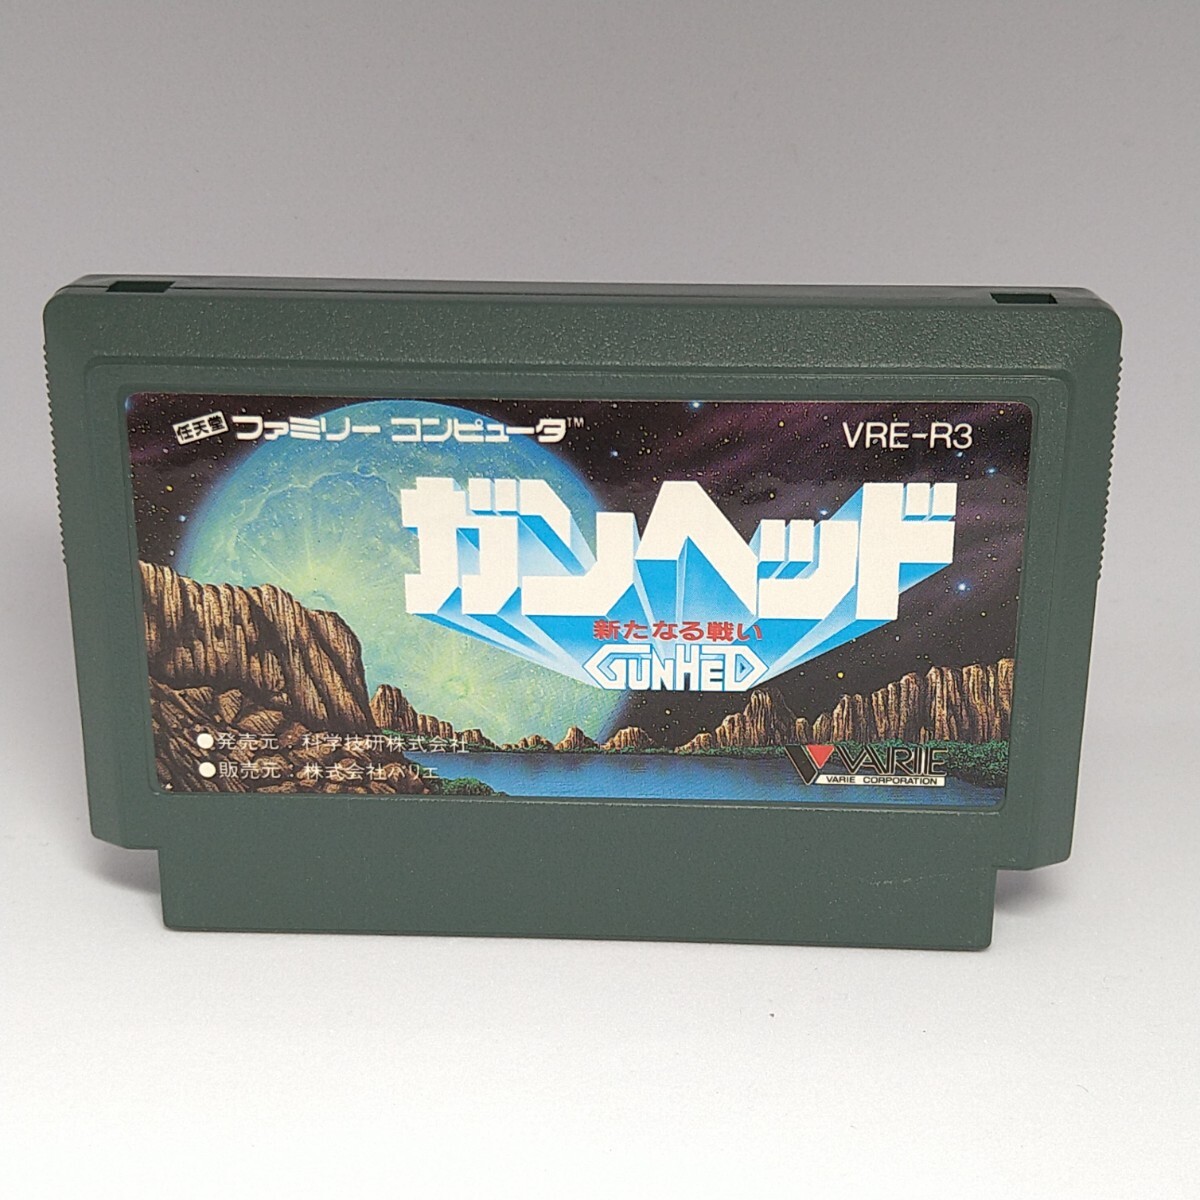 任天堂 ファミリー コンピュータ™
VRE-R3
ガンヘッド
新たなる戦い
GUNHED
●発売元：科学技研株式会社
●販売元：株式会社バリエ
VARIE
VARIE CORPORATION